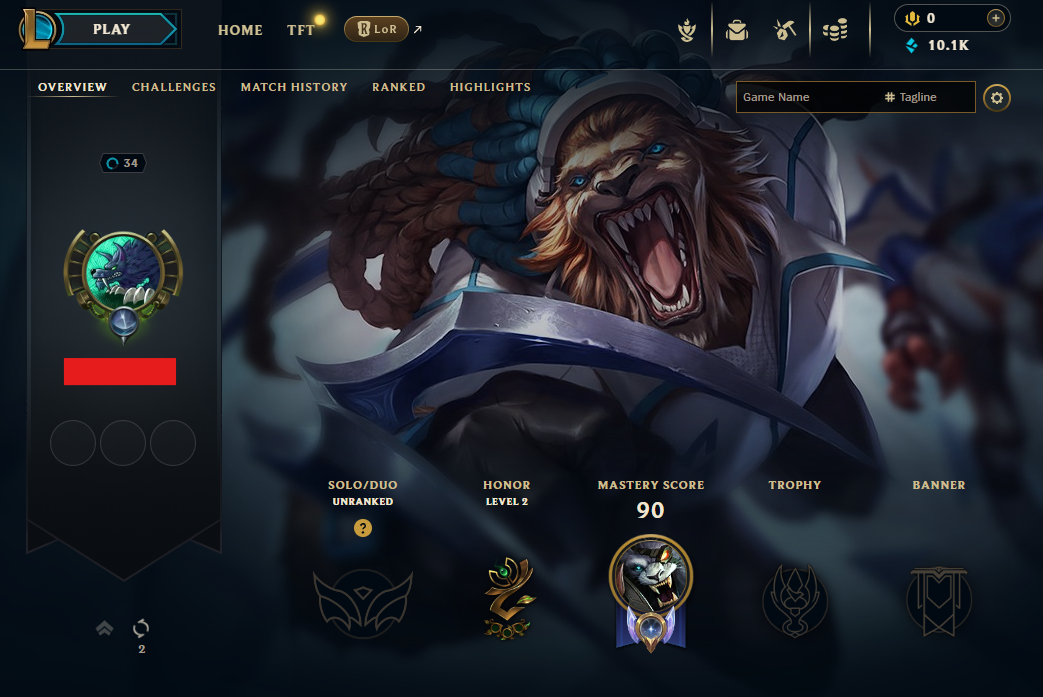 PLAY
HOME
TFT
LoR
0
10.1K
OVERVIEW
CHALLENGES
MATCH HISTORY
RANKED
HIGHLIGHTS
Game Name
# Tagline
34
SOLO/DUO
UNRANKED
?
HONOR
LEVEL 2
MASTERY SCORE
90
TROPHY
BANNER
2